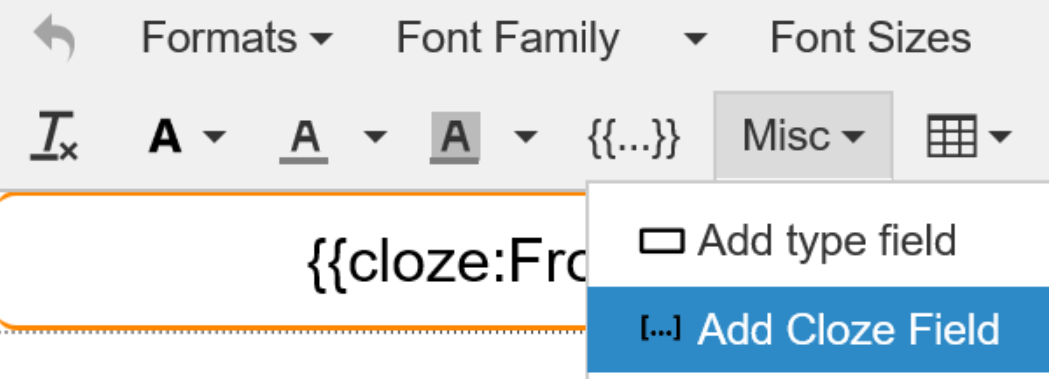 Formats Font Family Font Sizes
A A A {{...}} Misc
{{cloze:Fro
Add type field
[...] Add Cloze Field